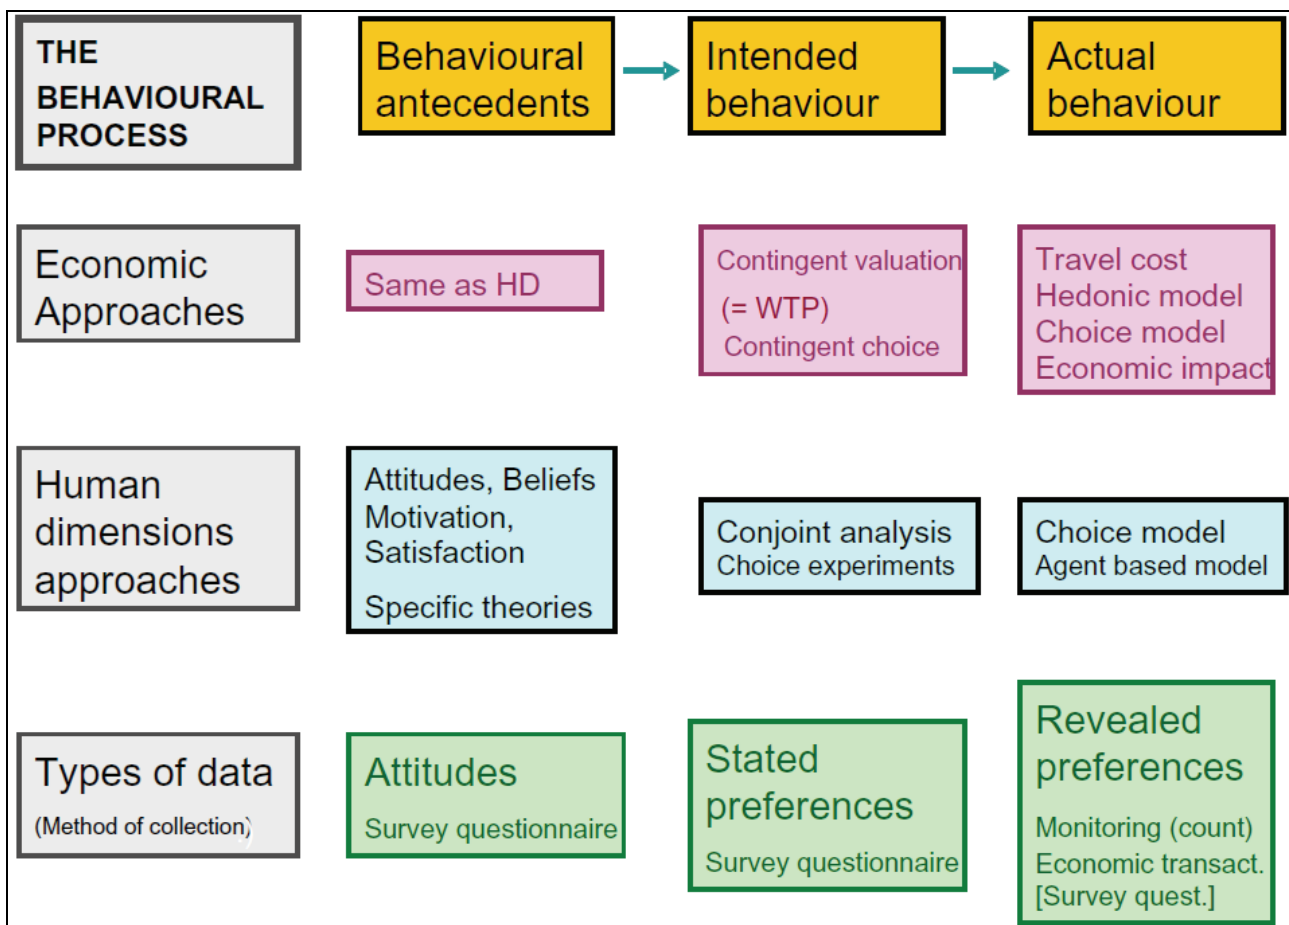 THE
BEHAVIOURAL
PROCESS
Behavioural
antecedents
Intended
behaviour
Actual
behaviour
Economic
Approaches
Same as HD
Contingent valuation
(= WTP)
Contingent choice
Travel cost
Hedonic model
Choice model
Economic impact
Human
dimensions
approaches
Attitudes, Beliefs
Motivation,
Satisfaction
Specific theories
Conjoint analysis
Choice experiments
Choice model
Agent based model
Types of data
(Method of collection)
Attitudes
Survey questionnaire
Stated
preferences
Survey questionnaire
Revealed
preferences
Monitoring (count)
Economic transact.
[Survey quest.]